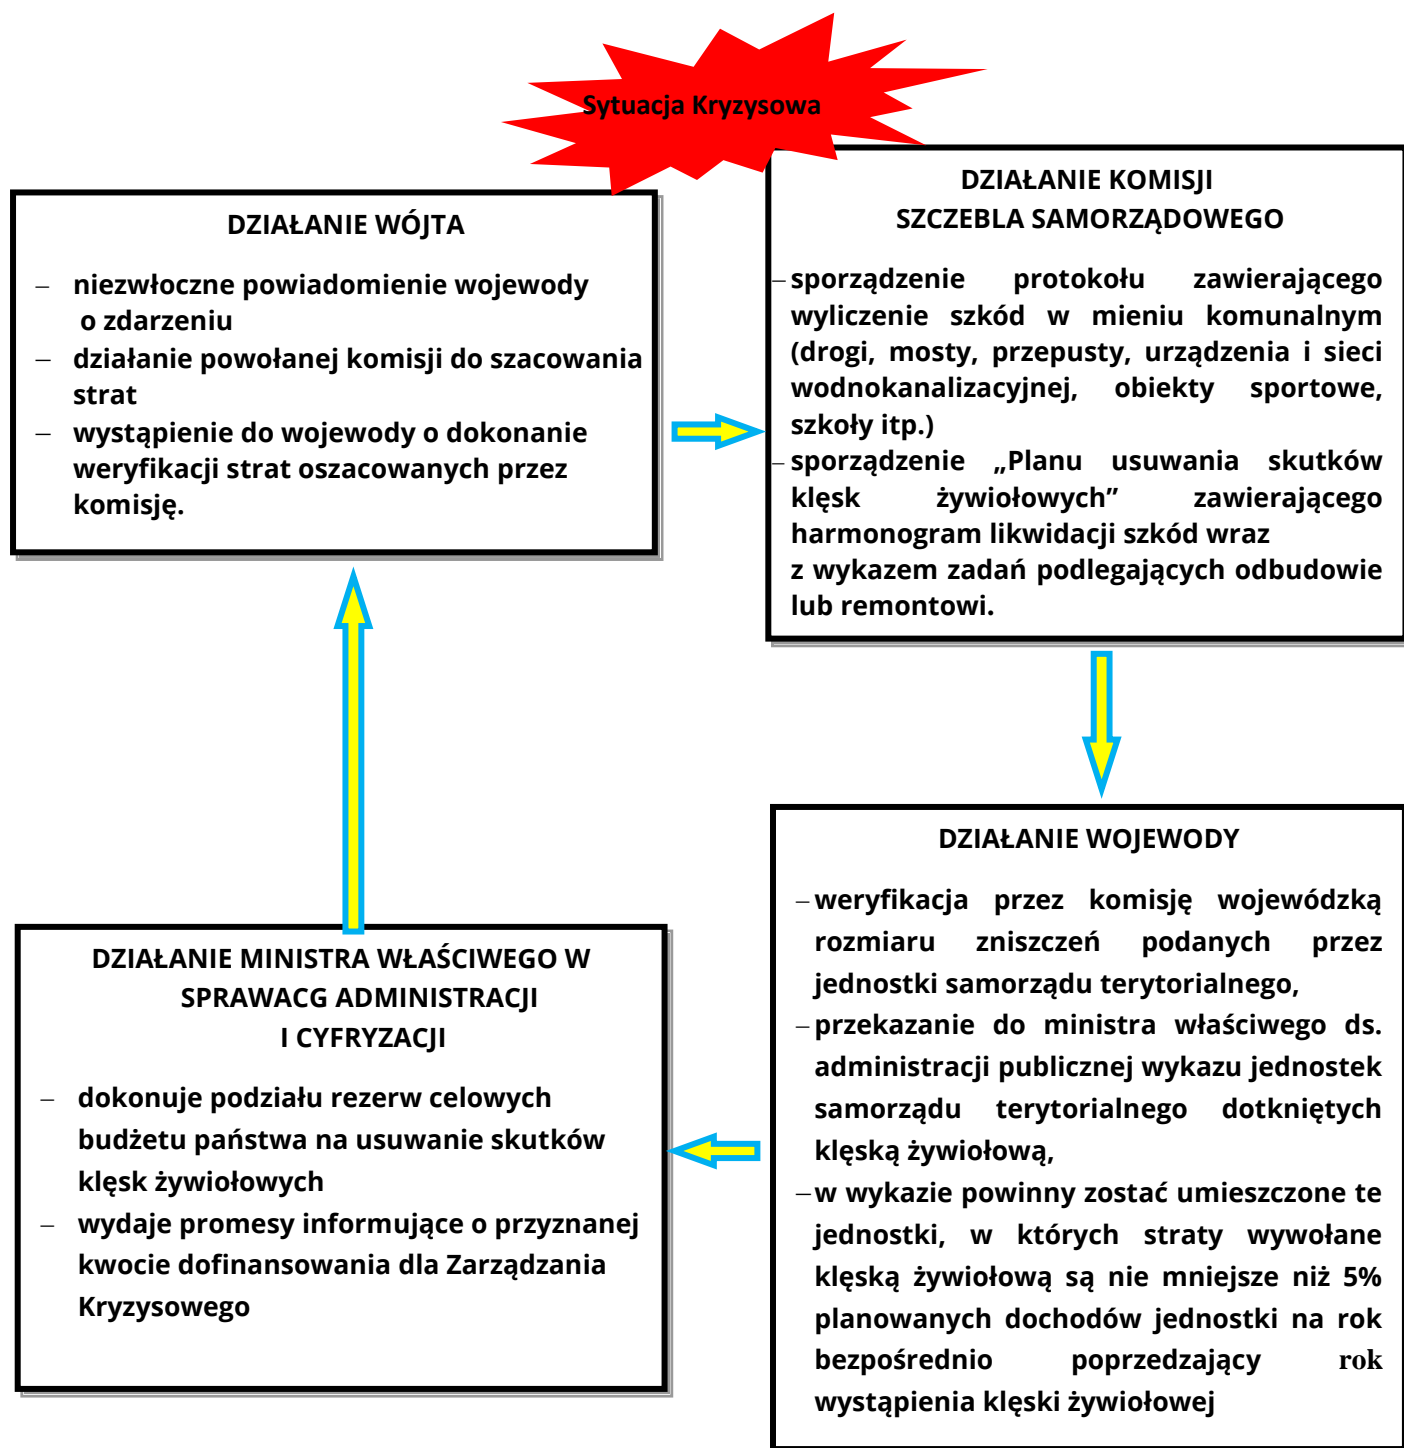 Sytuacja Kryzysowa
DZIAŁANIE WÓJTA
– niezwłoczne powiadomienie wojewody
o zdarzeniu
– działanie powołanej komisji do szacowania
strat
– wystąpienie do wojewody o dokonanie
weryfikacji strat oszacowanych przez
komisję.
DZIAŁANIE KOMISJI
SZCZEBLA SAMORZĄDOWEGO
– sporządzenie protokołu zawierającego
wyliczenie szkód w mieniu komunalnym
(drogi, mosty, przepusty, urządzenia i sieci
wodnokanalizacyjnej, obiekty sportowe,
szkoły itp.)
– sporządzenie „Planu usuwania skutków
klęsk żywiołowych” zawierającego
harmonogram likwidacji szkód wraz
z wykazem zadań podlegających odbudowie
lub remontowi.
DZIAŁANIE WOJEWODY
– weryfikacja przez komisję wojewódzką
rozmiaru zniszczeń podanych przez
jednostki samorządu terytorialnego,
– przekazanie do ministra właściwego ds.
administracji publicznej wykazu jednostek
samorządu terytorialnego dotkniętych
klęską żywiołową,
– w wykazie powinny zostać umieszczone te
jednostki, w których straty wywołane
klęską żywiołową są nie mniejsze niż 5%
planowanych dochodów jednostki na rok
bezpośrednio poprzedzający rok
wystąpienia klęski żywiołowej
DZIAŁANIE MINISTRA WŁAŚCIWEGO W
SPRAWACG ADMINISTRACJI
I CYFRYZACJI
– dokonuje podziału rezerw celowych
budżetu państwa na usuwanie skutków
klęsk żywiołowych
– wydaje promesy informujące o przyznanej
kwocie dofinansowania dla Zarządzania
Kryzysowego